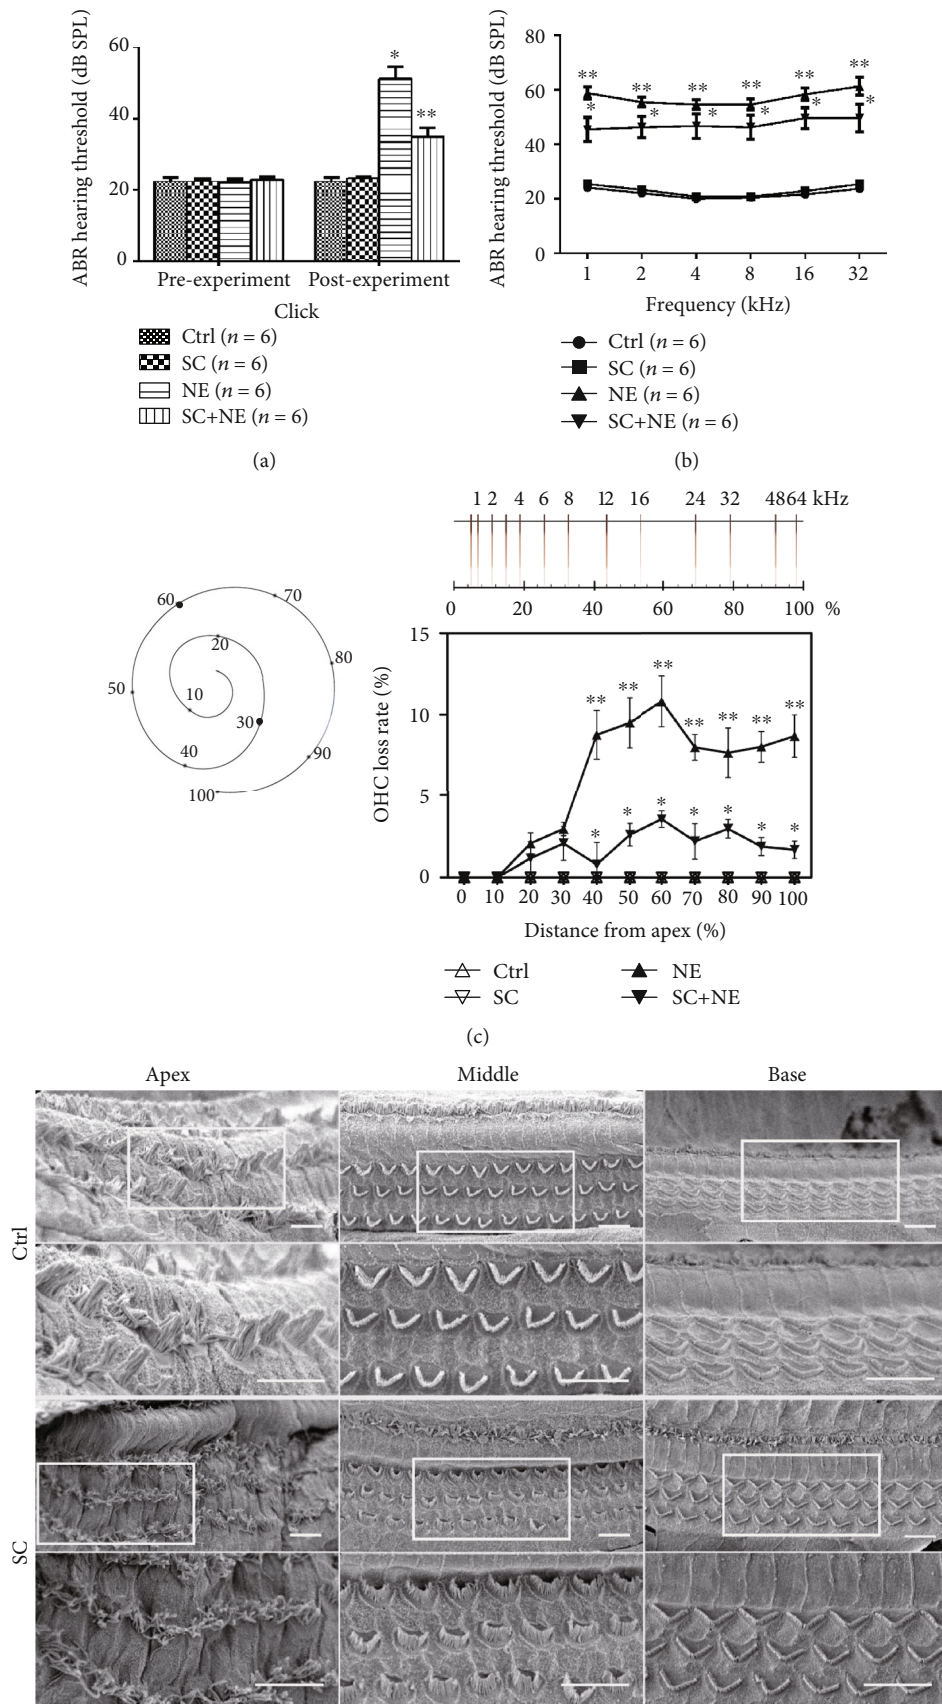 ABR hearing threshold (dB SPL)
60
40
20
0
*
**
Pre-experiment
Post-experiment
Click
Ctrl (n = 6)
SC (n = 6)
NE (n = 6)
SC+NE (n = 6)
(a)
ABR hearing threshold (dB SPL)
80
60
40
20
0
** ** ** ** ** **
* * * * * *
1 2 4 8 16 32
Frequency (kHz)
Ctrl (n = 6)
SC (n = 6)
NE (n = 6)
SC+NE (n = 6)
(b)
60
70
20
50
10
80
30
40
90
100
1 2 4 6 8 12 16 24 32 48 64 kHz
0 20 40 60 80 100 %
OHC loss rate (%)
15
10
5
0
** ** ** ** ** ** **
* * * * * * *
0 10 20 30 40 50 60 70 80 90 100
Distance from apex (%)
Ctrl NE
SC SC+NE
(c)
Apex Middle Base
Ctrl
SC